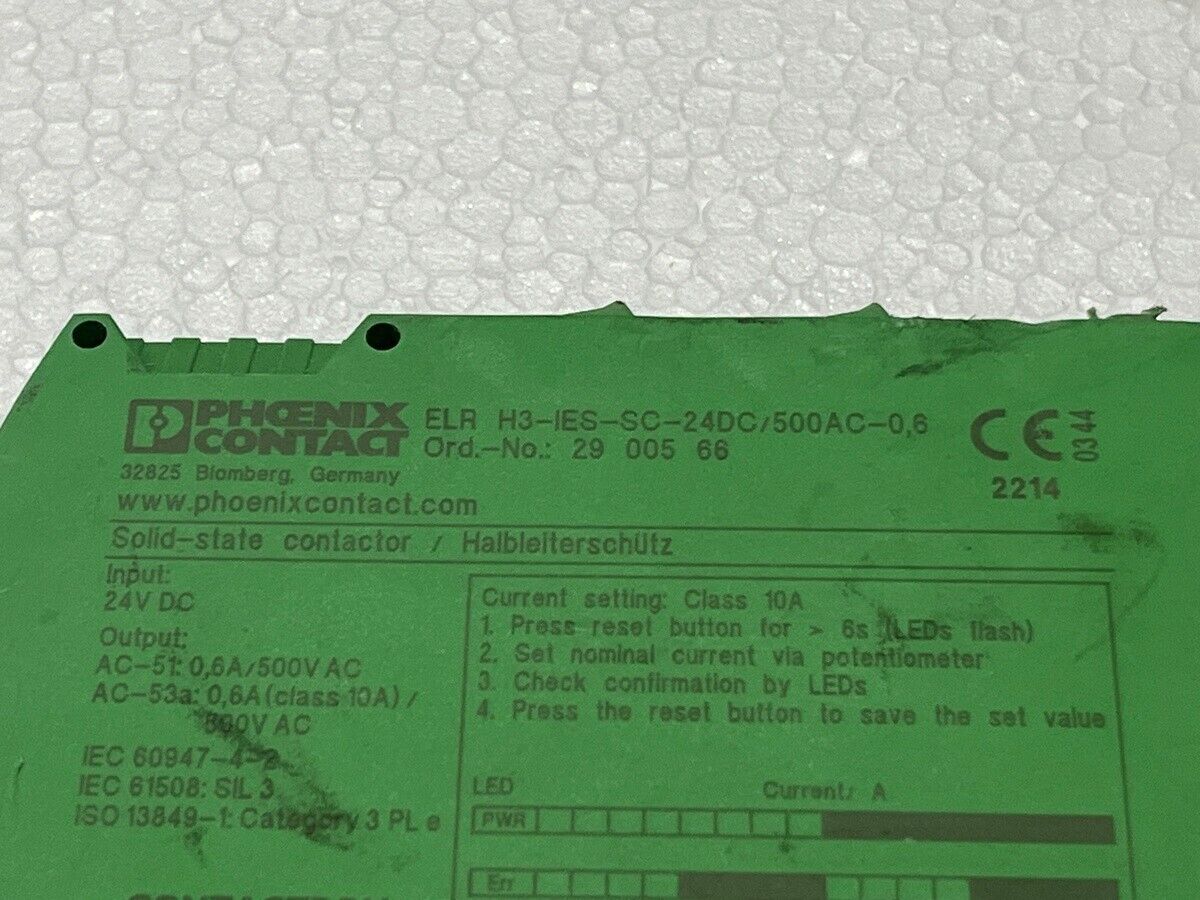 PHŒNIX
CONTACT
32825 Blomberg, Germany
www.phoenixcontact.com
ELR H3-IES-SC-24DC/500AC-0,6
Ord.-No.: 29 005 66
CE 0344
2214
Solid-state contactor / Halbleiterschütz
Input:
24V DC
Output:
AC-51: 0,6A/500V AC
AC-53a: 0,6A (class 10A) /
500V AC
IEC 60947-4-2
IEC 61508: SIL 3
ISO 13849-1: Category 3 PL e
Current setting: Class 10A
1. Press reset button for > 6s (LEDs flash)
2. Set nominal current via potentiometer
3. Check confirmation by LEDs
4. Press the reset button to save the set value
LED Current/ A
PWR
Err